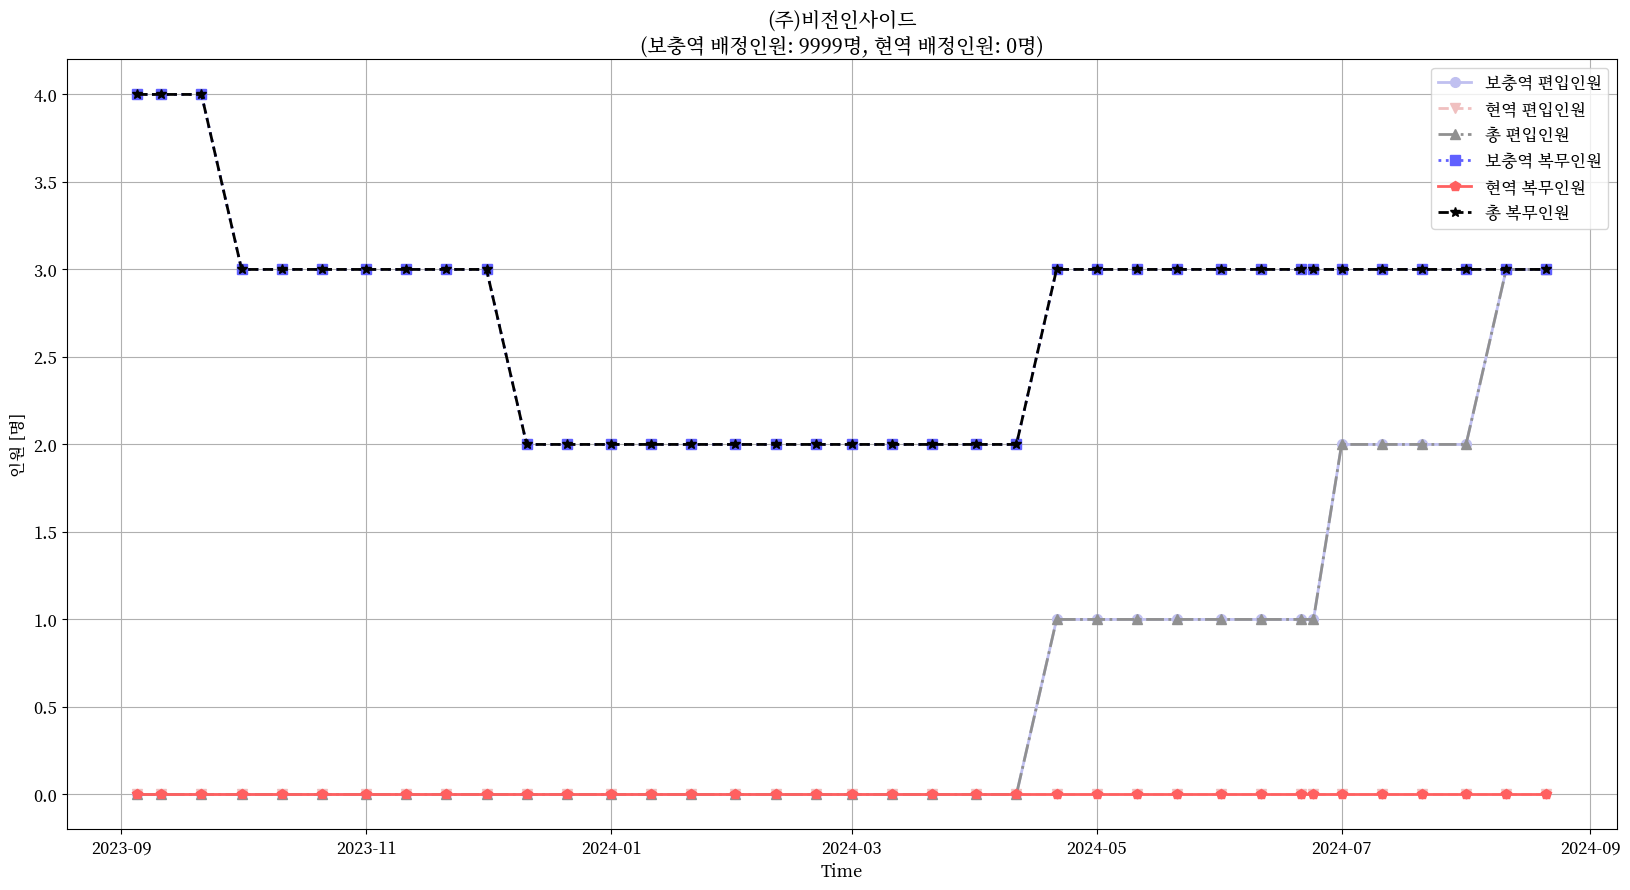 (주)비전인사이드
(보충역 배정인원: 9999명, 현역 배정인원: 0명)
보충역 편입인원
현역 편입인원
총 편입인원
보충역 복무인원
현역 복무인원
총 복무인원
4.0
3.5
3.0
2.5
2.0
1.5
1.0
0.5
0.0
인원 [명]
2023-09 2023-11 2024-01 2024-03 2024-05 2024-07 2024-09
Time